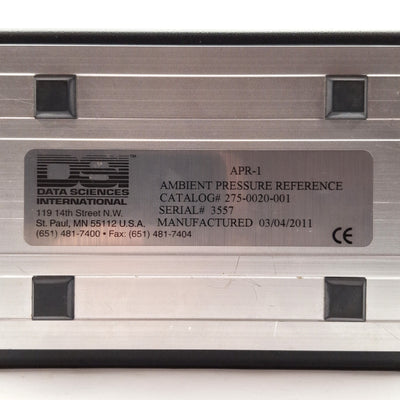 DSI™
DATA SCIENCES
INTERNATIONAL
119 14th Street N.W.
St. Paul, MN 55112 U.S.A.
(651) 481-7400 • Fax: (651) 481-7404
APR-1
AMBIENT PRESSURE REFERENCE
CATALOG# 275-0020-001
SERIAL# 3557
MANUFACTURED 03/04/2011
CE